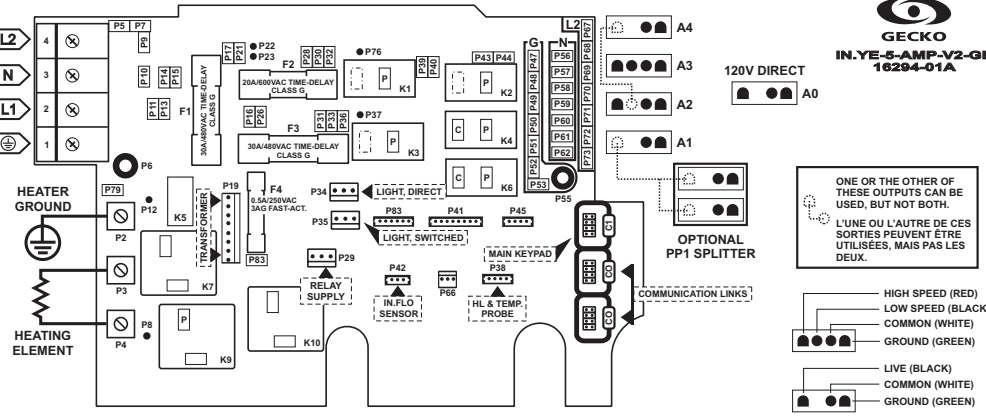 L2
N
L1
4
3
2
1
P5 P7
P9
P10
P14
P15
P11
P13
P6
P79
P12
F1
30A/480VAC TIME-DELAY
CLASS G
P17
P21
P22
P23
F2
20A/600VAC TIME-DELAY
CLASS G
P28
P30
P32
P16
P26
F3
30A/480VAC TIME-DELAY
CLASS G
P31
P33
P36
P76
P
K1
P39
P40
P37
P
K3
P43 P44
P
K2
C P
K4
C P
K6
L2
G
N
P47
P48
P49
P50
P51
P52
P53
P56
P57
P58
P59
P60
P61
P62
P67
P68
P69
P70
P71
P72
P73
P55
A4
A3
A2
A1
120V DIRECT
A0
GECKO
IN.YE-5-AMP-V2-GE
16294-01A
HEATER
GROUND
P2
P3
P4
P8
HEATING
ELEMENT
K5
K7
P
K9
K10
TRANSFORMER
P19
F4
0.5A/250VAC
3AG FAST-ACT.
P83
P34
LIGHT, DIRECT
P35
LIGHT, SWITCHED
P83
P41
P45
P29
RELAY
SUPPLY
P42
IN.FLO
SENSOR
P66
P38
HL & TEMP.
PROBE
MAIN KEYPAD
C1
CO
CO
COMMUNICATION LINKS
OPTIONAL
PP1 SPLITTER
ONE OR THE OTHER OF
THESE OUTPUTS CAN BE
USED, BUT NOT BOTH.
L'UNE OU L'AUTRE DE CES
SORTIES PEUVENT ÊTRE
UTILISÉES, MAIS PAS LES
DEUX.
HIGH SPEED (RED)
LOW SPEED (BLACK
COMMON (WHITE)
GROUND (GREEN)
LIVE (BLACK)
COMMON (WHITE)
GROUND (GREEN)